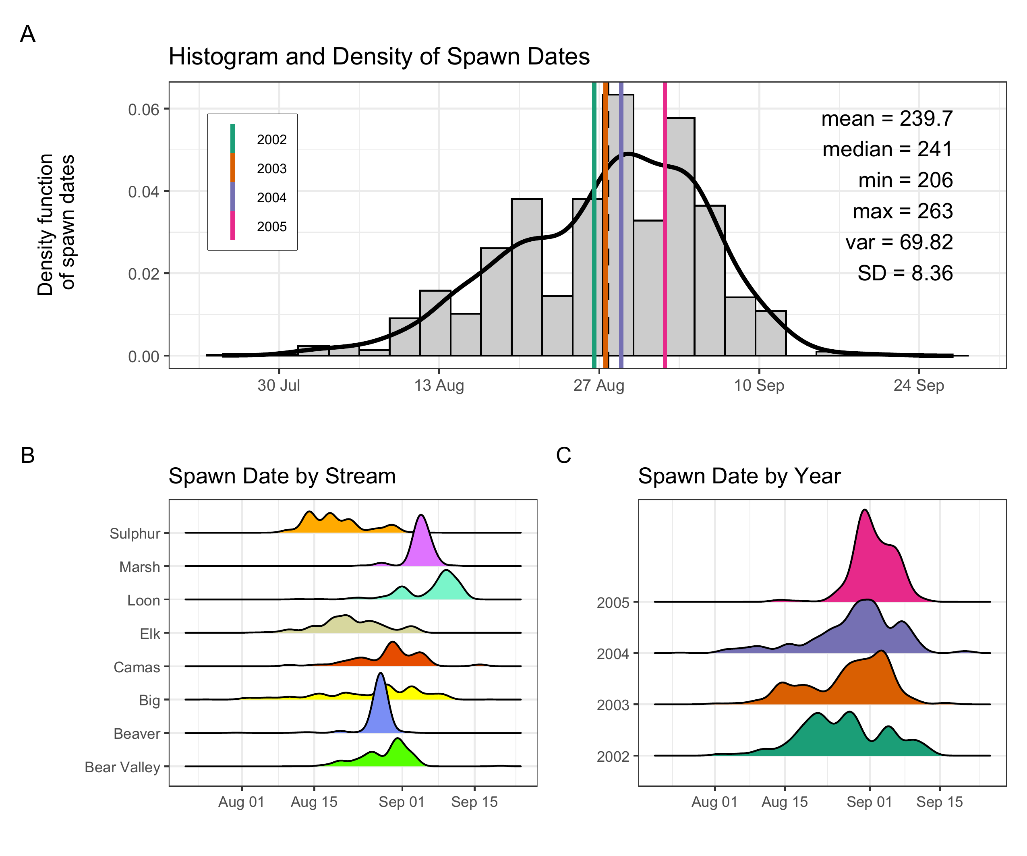 A
Histogram and Density of Spawn Dates
Density function
of spawn dates
0.06
0.04
0.02
0.00
2002
2003
2004
2005
mean = 239.7
median = 241
min = 206
max = 263
var = 69.82
SD = 8.36
30 Jul
13 Aug
27 Aug
10 Sep
24 Sep
B
Spawn Date by Stream
Sulphur
Marsh
Loon
Elk
Camas
Big
Beaver
Bear Valley
Aug 01
Aug 15
Sep 01
Sep 15
C
Spawn Date by Year
2005
2004
2003
2002
Aug 01
Aug 15
Sep 01
Sep 15